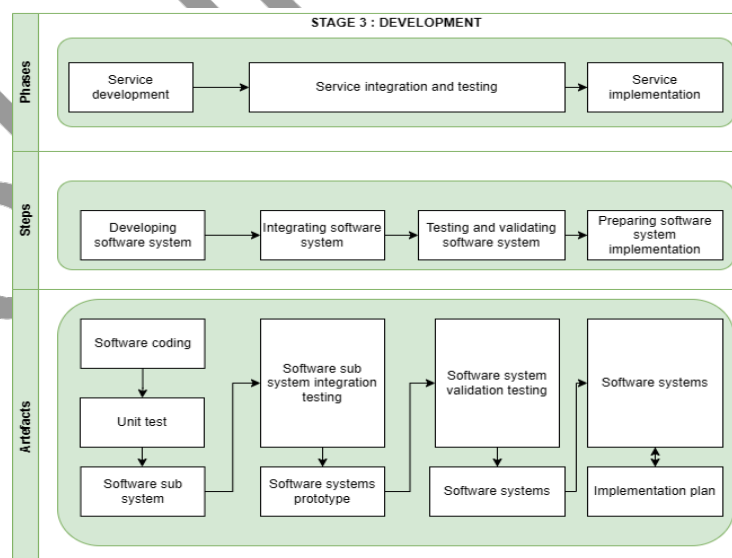 STAGE 3 : DEVELOPMENT
Phases
Service
development
Service integration and testing
Service
implementation
Steps
Developing
software system
Integrating software
system
Testing and validating
software system
Preparing software
system
implementation
Artefacts
Software coding
Unit test
Software sub
system
Software sub
system integration
testing
Software systems
prototype
Software system
validation testing
Software systems
Software systems
Implementation plan